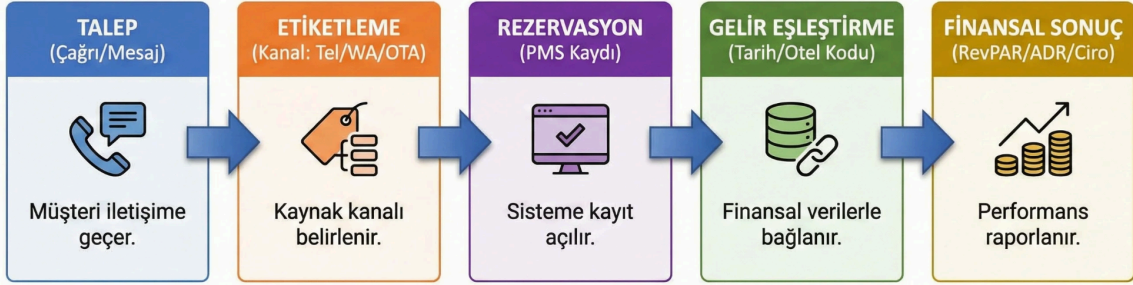 TALEP
(Çağrı/Mesaj)
Müşteri iletişime
geçer.
ETİKETLEME
(Kanal: Tel/WA/OTA)
Kaynak kanalı
belirlenir.
REZERVASYON
(PMS Kaydı)
Sisteme kayıt
açılır.
GELİR EŞLEŞTİRME
(Tarih/Otel Kodu)
Finansal verilerle
bağlanır.
FİNANSAL SONUÇ
(RevPAR/ADR/Ciro)
Performans
raporlanır.